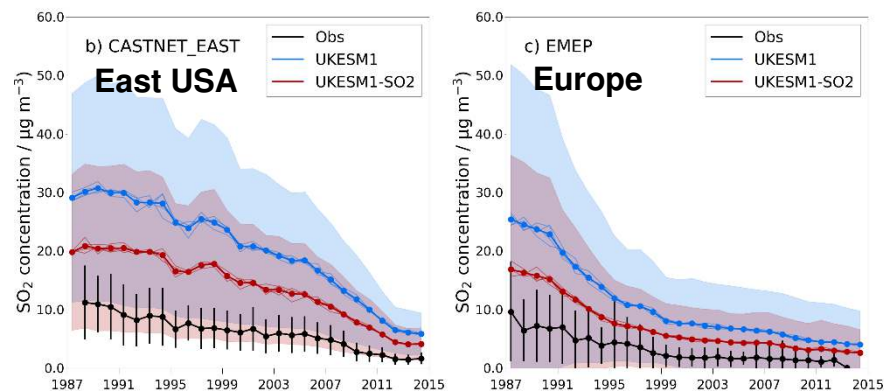 b) CASTNET_EAST
East USA
Obs
UKESM1
UKESM1-SO2
SO₂ concentration / μg m⁻³
60.0
50.0
40.0
30.0
20.0
10.0
0.0
1987 1991 1995 1999 2003 2007 2011 2015
c) EMEP
Europe
Obs
UKESM1
UKESM1-SO2
SO₂ concentration / μg m⁻³
60.0
50.0
40.0
30.0
20.0
10.0
0.0
1987 1991 1995 1999 2003 2007 2011 2015